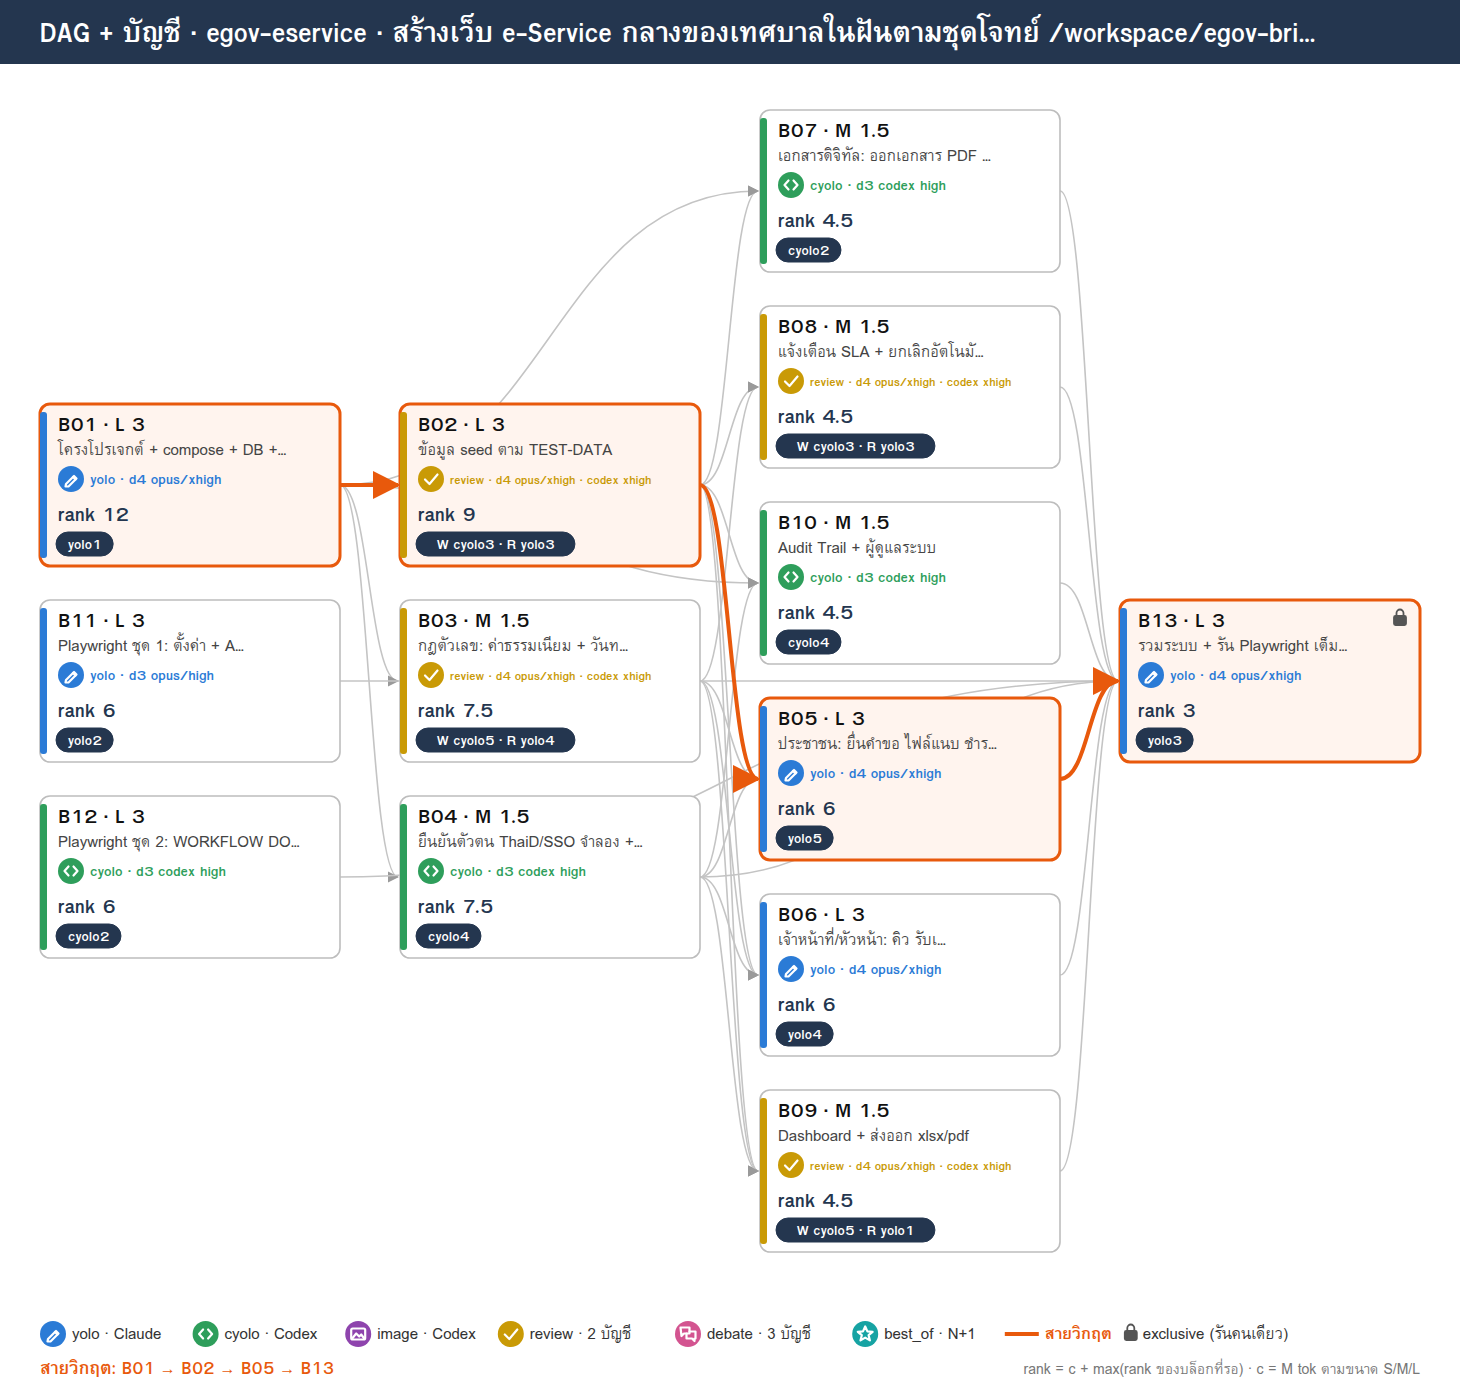 DAG + บัญชี · egov-eservice · สร้างเว็บ e-Service กลางของเทศบาลในฝันตามชุดโจทย์ /workspace/egov-bri…
B01 · L 3
โครงโปรเจกต์ + compose + DB +…
yolo · d4 opus/xhigh
rank 12
yolo1
B11 · L 3
Playwright ชุด 1: ตั้งค่า + A…
yolo · d3 opus/high
rank 6
yolo2
B12 · L 3
Playwright ชุด 2: WORKFLOW DO…
cyolo · d3 codex high
rank 6
cyolo2
B02 · L 3
ข้อมูล seed ตาม TEST-DATA
review · d4 opus/xhigh · codex xhigh
rank 9
W cyolo3 · R yolo3
B03 · M 1.5
กฎตัวเลข: ค่าธรรมเนียม + วันท…
review · d4 opus/xhigh · codex xhigh
rank 7.5
W cyolo5 · R yolo4
B04 · M 1.5
ยืนยันตัวตน ThaiD/SSO จำลอง +…
cyolo · d3 codex high
rank 7.5
cyolo4
B07 · M 1.5
เอกสารดิจิทัล: ออกเอกสาร PDF …
cyolo · d3 codex high
rank 4.5
cyolo2
B08 · M 1.5
แจ้งเตือน SLA + ยกเลิกอัตโนมั…
review · d4 opus/xhigh · codex xhigh
rank 4.5
W cyolo3 · R yolo3
B10 · M 1.5
Audit Trail + ผู้ดูแลระบบ
cyolo · d3 codex high
rank 4.5
cyolo4
B05 · L 3
ประชาชน: ยื่นคำขอ ไฟล์แนบ ชำร…
yolo · d4 opus/xhigh
rank 6
yolo5
B06 · L 3
เจ้าหน้าที่/หัวหน้า: คิว รับเ…
yolo · d4 opus/xhigh
rank 6
yolo4
B09 · M 1.5
Dashboard + ส่งออก xlsx/pdf
review · d4 opus/xhigh · codex xhigh
rank 4.5
W cyolo5 · R yolo1
B13 · L 3
รวมระบบ + รัน Playwright เต็ม…
yolo · d4 opus/xhigh
rank 3
yolo3
yolo · Claude
cyolo · Codex
image · Codex
review · 2 บัญชี
debate · 3 บัญชี
best_of · N+1
สายวิกฤต
exclusive (รันคนเดียว)
สายวิกฤต: B01 → B02 → B05 → B13
rank = c + max(rank ของบล็อกที่รอ) · c = M tok ตามขนาด S/M/L